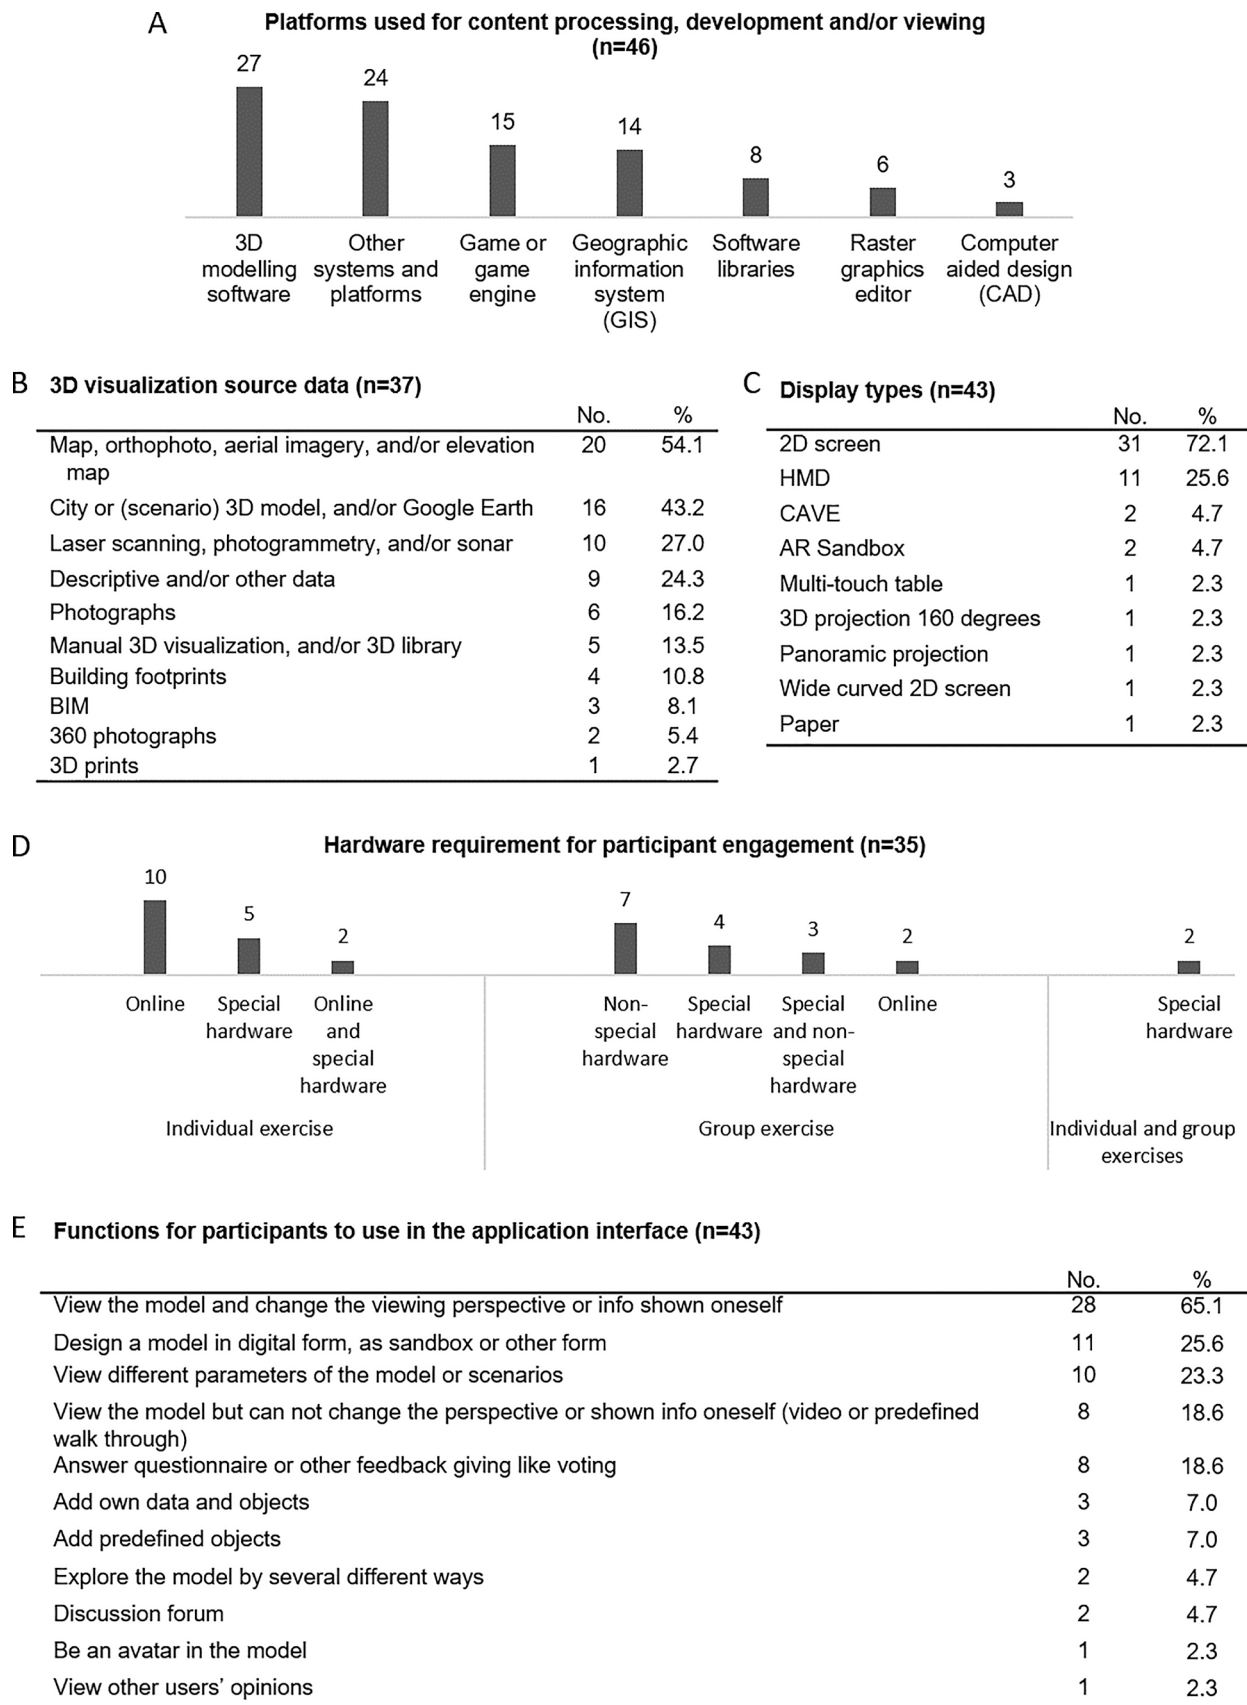 A
Platforms used for content processing, development and/or viewing
(n=46)
27
24
15
14
8
6
3
3D
modelling
software
Other
systems and
platforms
Game or
game
engine
Geographic
information
system
(GIS)
Software
libraries
Raster
graphics
editor
Computer
aided design
(CAD)
B 3D visualization source data (n=37)
No. %
Map, orthophoto, aerial imagery, and/or elevation 20 54.1
map
City or (scenario) 3D model, and/or Google Earth 16 43.2
Laser scanning, photogrammetry, and/or sonar 10 27.0
Descriptive and/or other data 9 24.3
Photographs 6 16.2
Manual 3D visualization, and/or 3D library 5 13.5
Building footprints 4 10.8
BIM 3 8.1
360 photographs 2 5.4
3D prints 1 2.7
C Display types (n=43)
No. %
2D screen 31 72.1
HMD 11 25.6
CAVE 2 4.7
AR Sandbox 2 4.7
Multi-touch table 1 2.3
3D projection 160 degrees 1 2.3
Panoramic projection 1 2.3
Wide curved 2D screen 1 2.3
Paper 1 2.3
D
Hardware requirement for participant engagement (n=35)
10
5
2
7
4
3
2
2
Online
Special
hardware
Online
and
special
hardware
Non-
special
hardware
Special
hardware
Special
and non-
special
hardware
Online
Special
hardware
Individual exercise
Group exercise
Individual and group
exercises
E Functions for participants to use in the application interface (n=43)
No. %
View the model and change the viewing perspective or info shown oneself 28 65.1
Design a model in digital form, as sandbox or other form 11 25.6
View different parameters of the model or scenarios 10 23.3
View the model but can not change the perspective or shown info oneself (video or predefined 8 18.6
walk through)
Answer questionnaire or other feedback giving like voting 8 18.6
Add own data and objects 3 7.0
Add predefined objects 3 7.0
Explore the model by several different ways 2 4.7
Discussion forum 2 4.7
Be an avatar in the model 1 2.3
View other users' opinions 1 2.3